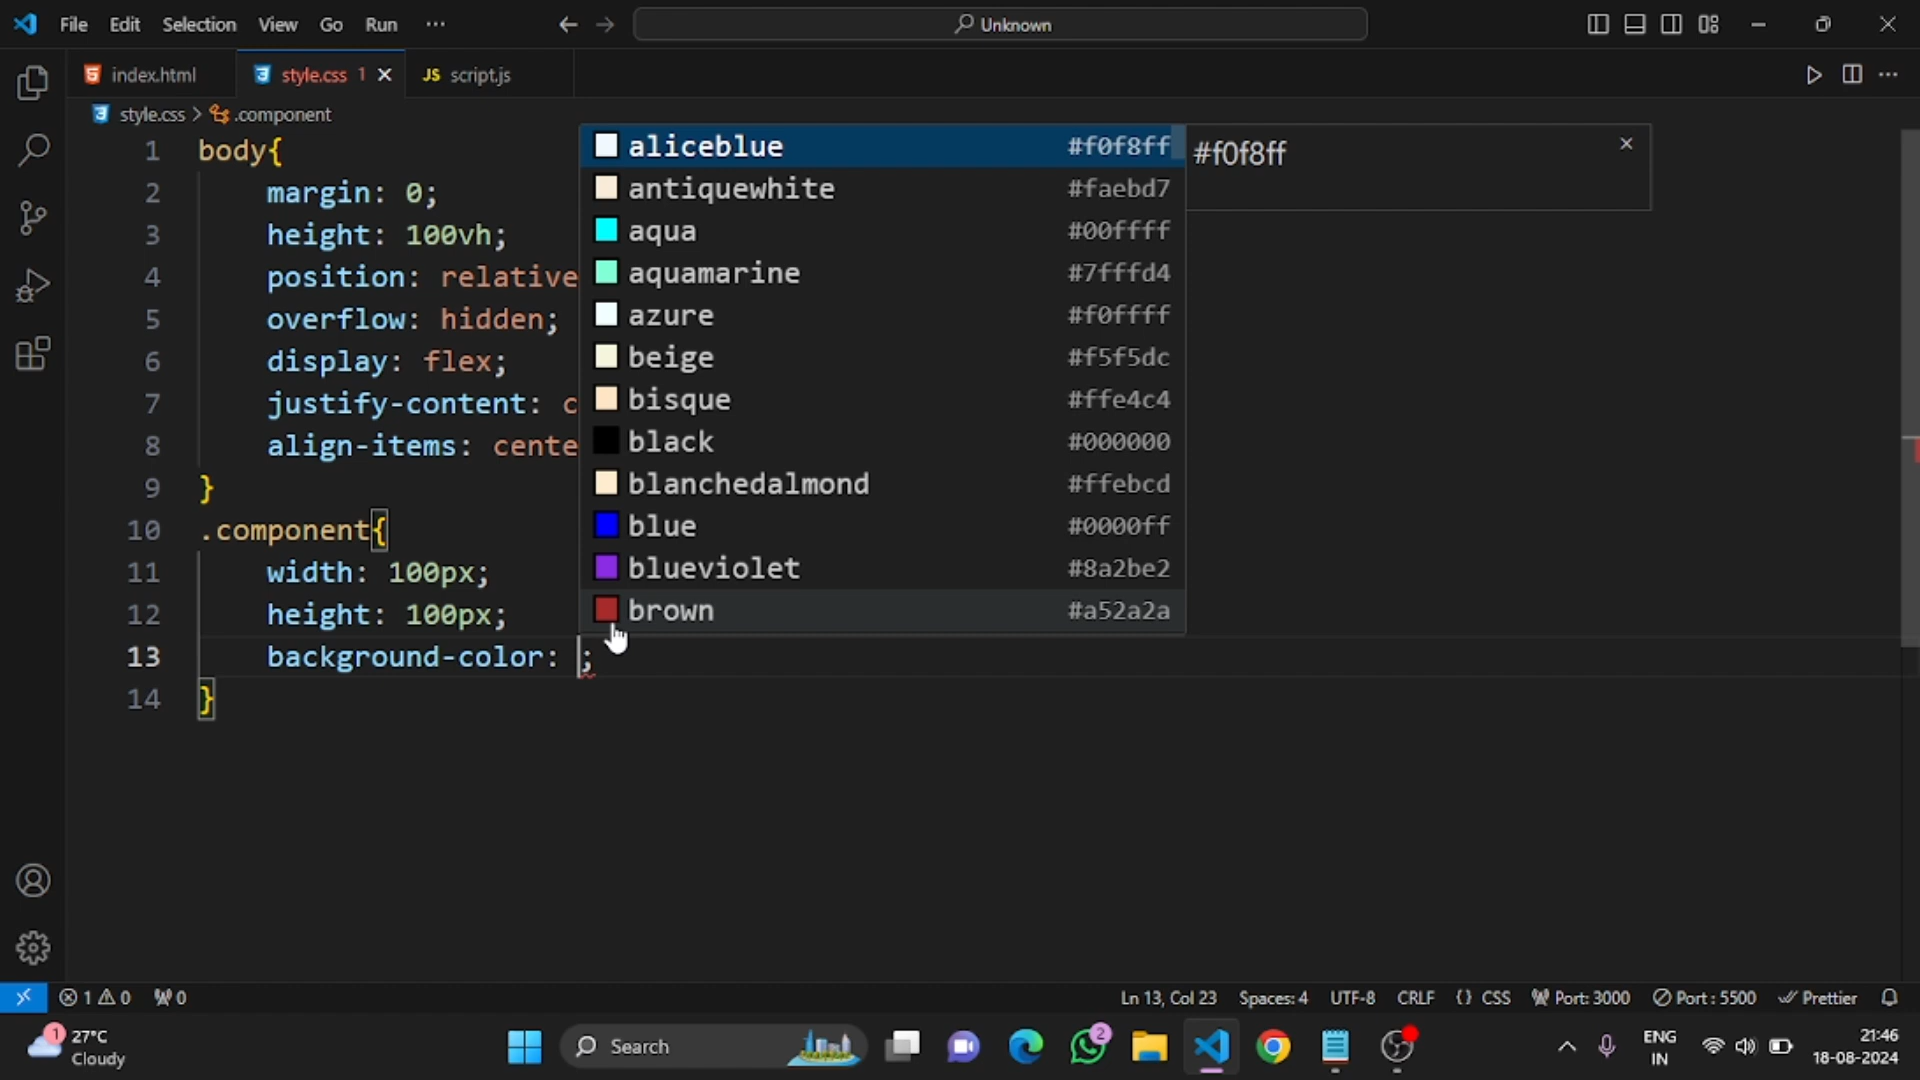 File Edit Selection View Go Run ··· Unknown
index.html style.css 1 JS script.js
style.css > .component
1 body{
2 margin: 0;
3 height: 100vh;
4 position: relative
5 overflow: hidden;
6 display: flex;
7 justify-content: c
8 align-items: cente
9 }
10 .component{
11 width: 100px;
12 height: 100px;
13 background-color: ;
14 }
aliceblue #f0f8ff
antiquewhite #faebd7
aqua #00ffff
aquamarine #7fffd4
azure #f0ffff
beige #f5f5dc
bisque #ffe4c4
black #000000
blanchedalmond #ffebcd
blue #0000ff
blueviolet #8a2be2
brown #a52a2a
#f0f8ff
1 0 0 Ln 13, Col 23 Spaces: 4 UTF-8 CRLF {} CSS Port: 3000 Port : 5500 Prettier
1 27°C
Cloudy
Search
2
ENG
IN
21:46
18-08-2024